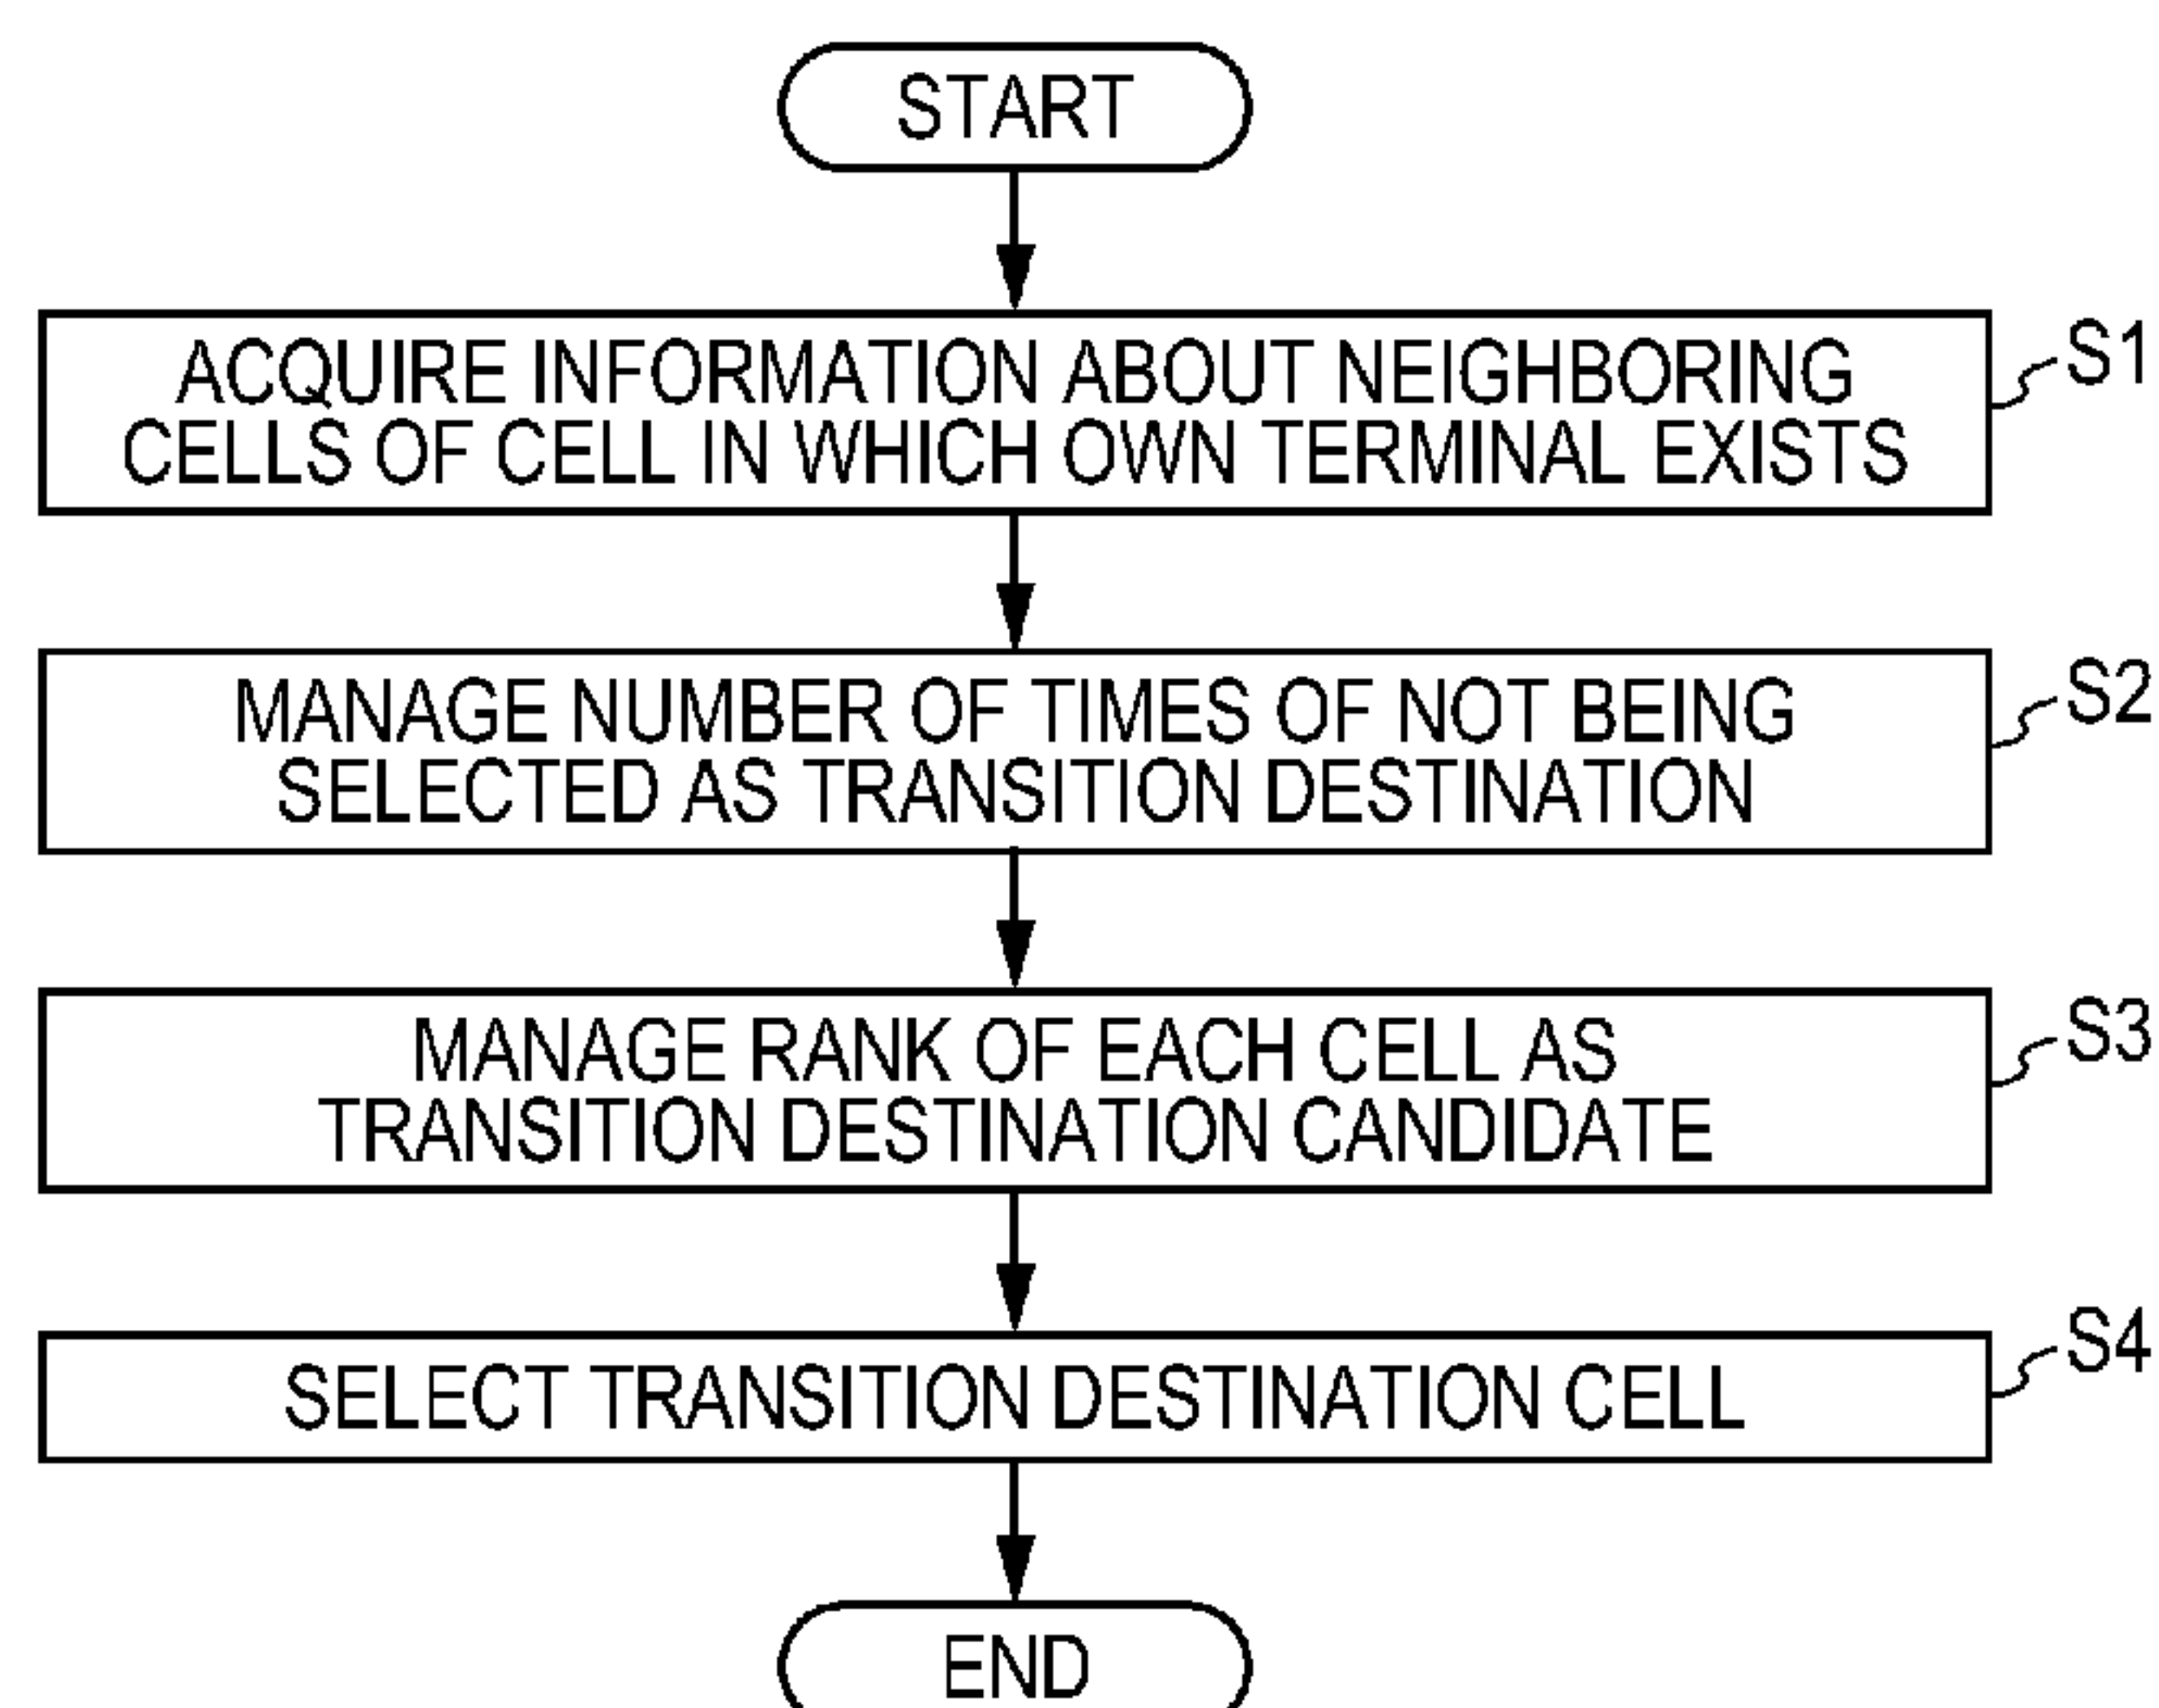 START
ACQUIRE INFORMATION ABOUT NEIGHBORING
CELLS OF CELL IN WHICH OWN TERMINAL EXISTS
S1
MANAGE NUMBER OF TIMES OF NOT BEING
SELECTED AS TRANSITION DESTINATION
S2
MANAGE RANK OF EACH CELL AS
TRANSITION DESTINATION CANDIDATE
S3
SELECT TRANSITION DESTINATION CELL
S4
END